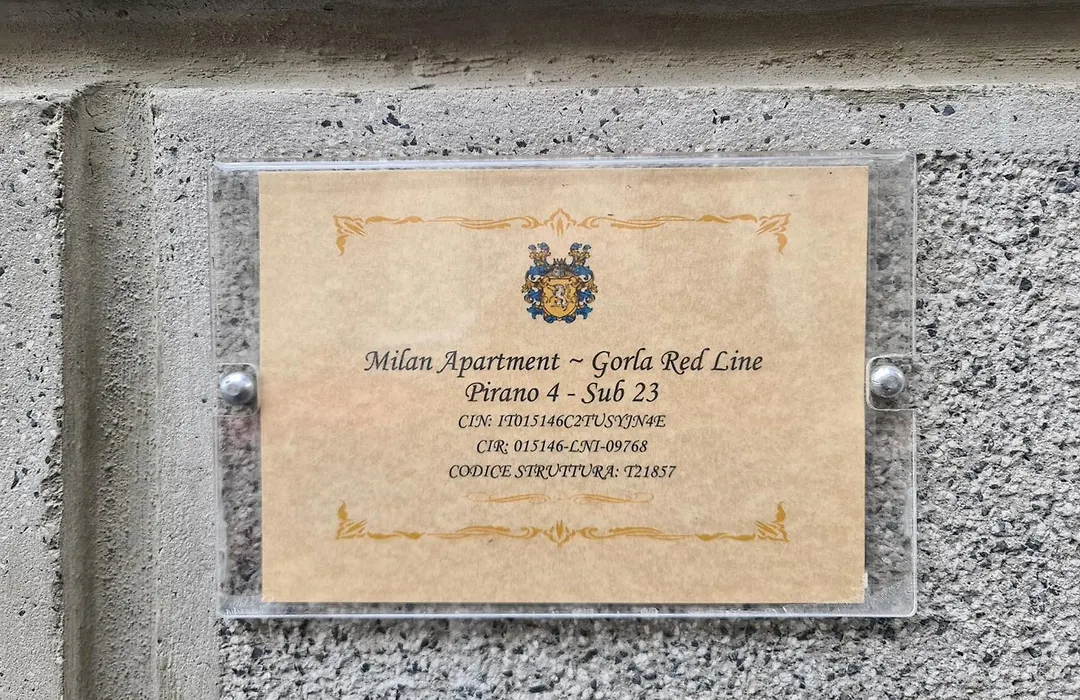 Milan Apartment ~ Gorla Red Line
Pirano 4 - Sub 23
CIN: IT015146C2TUSYJN4E
CIR: 015146-LNI-09768
CODICE STRUTTURA: T21857